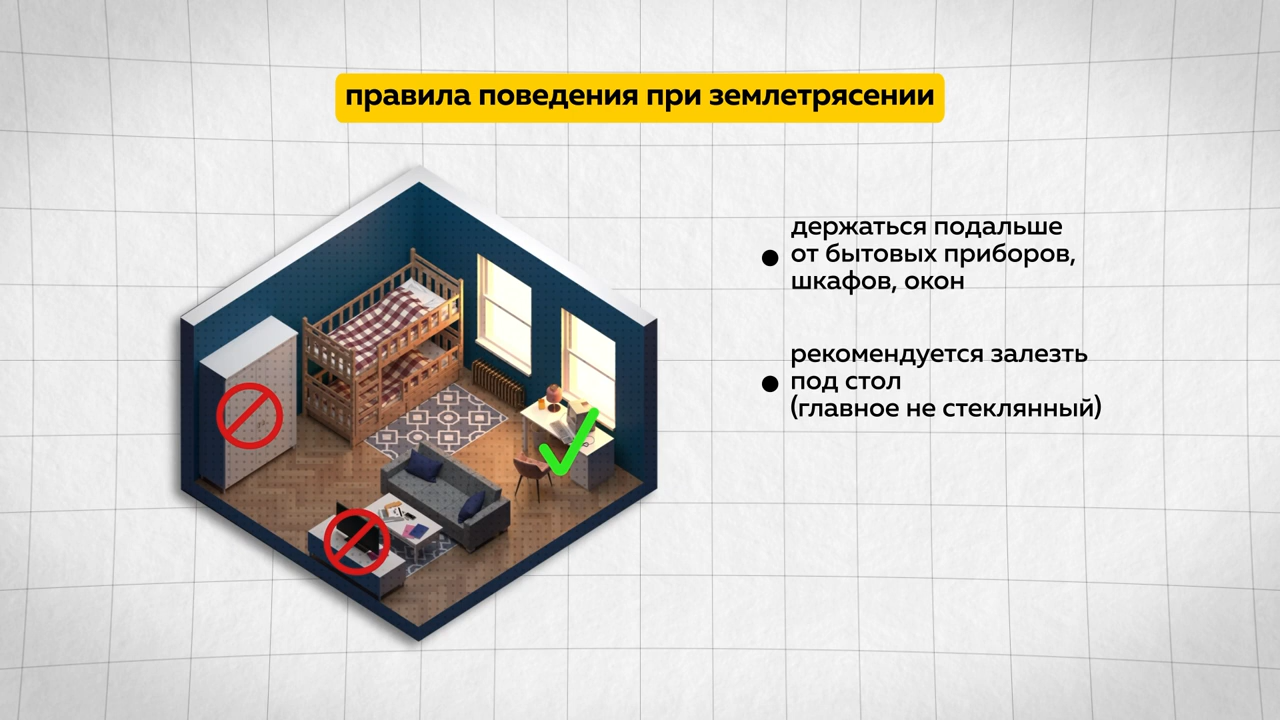 правила поведения при землетрясении
держаться подальше
от бытовых приборов,
шкафов, окон
рекомендуется залезть
под стол
(главное не стеклянный)